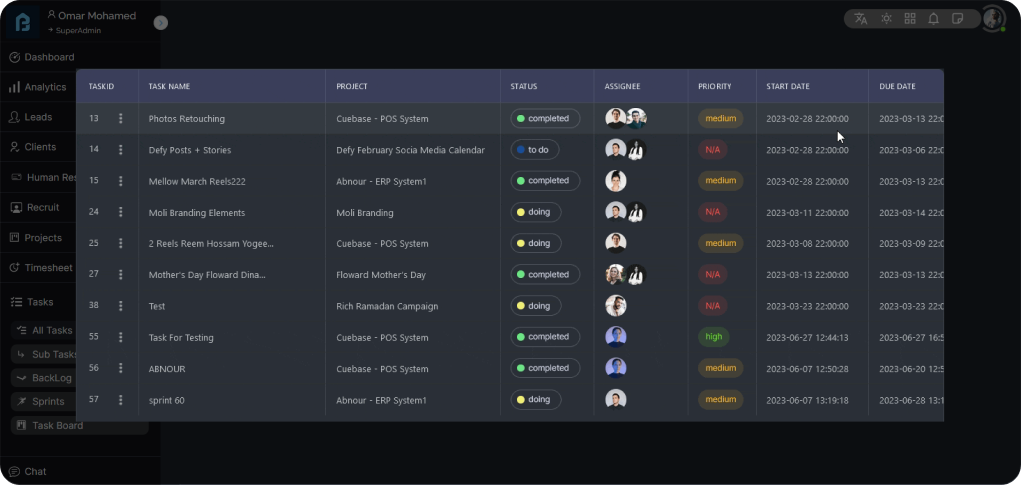 Omar Mohamed
SuperAdmin
Dashboard
Analytics
Leads
Clients
Human Res
Recruit
Projects
Timesheet
Tasks
All Tasks
Sub Tasks
BackLog
Sprints
Task Board
Chat
TASKID TASK NAME PROJECT STATUS ASSIGNEE PRIORITY START DATE DUE DATE
13 Photos Retouching Cuebase - POS System completed medium 2023-02-28 22:00:00 2023-03-13 22:0
14 Defy Posts + Stories Defy February Socia Media Calendar to do N/A 2023-02-28 22:00:00 2023-03-06 22:0
15 Mellow March Reels222 Abnour - ERP System1 completed medium 2023-02-28 22:00:00 2023-03-13 22:0
24 Moli Branding Elements Moli Branding doing N/A 2023-03-11 22:00:00 2023-03-14 22:0
25 2 Reels Reem Hossam Yogee... Cuebase - POS System doing medium 2023-03-08 22:00:00 2023-03-09 22:0
27 Mother's Day Floward Dina... Floward Mother's Day completed N/A 2023-03-13 22:00:00 2023-03-13 22:0
38 Test Rich Ramadan Campaign doing N/A 2023-03-23 22:00:00 2023-03-23 22:0
55 Task For Testing Cuebase - POS System completed high 2023-06-27 12:44:13 2023-06-27 16:5
56 ABNOUR Cuebase - POS System completed medium 2023-06-07 12:50:28 2023-06-20 12:5
57 sprint 60 Abnour - ERP System1 doing medium 2023-06-07 13:19:18 2023-06-28 13:1